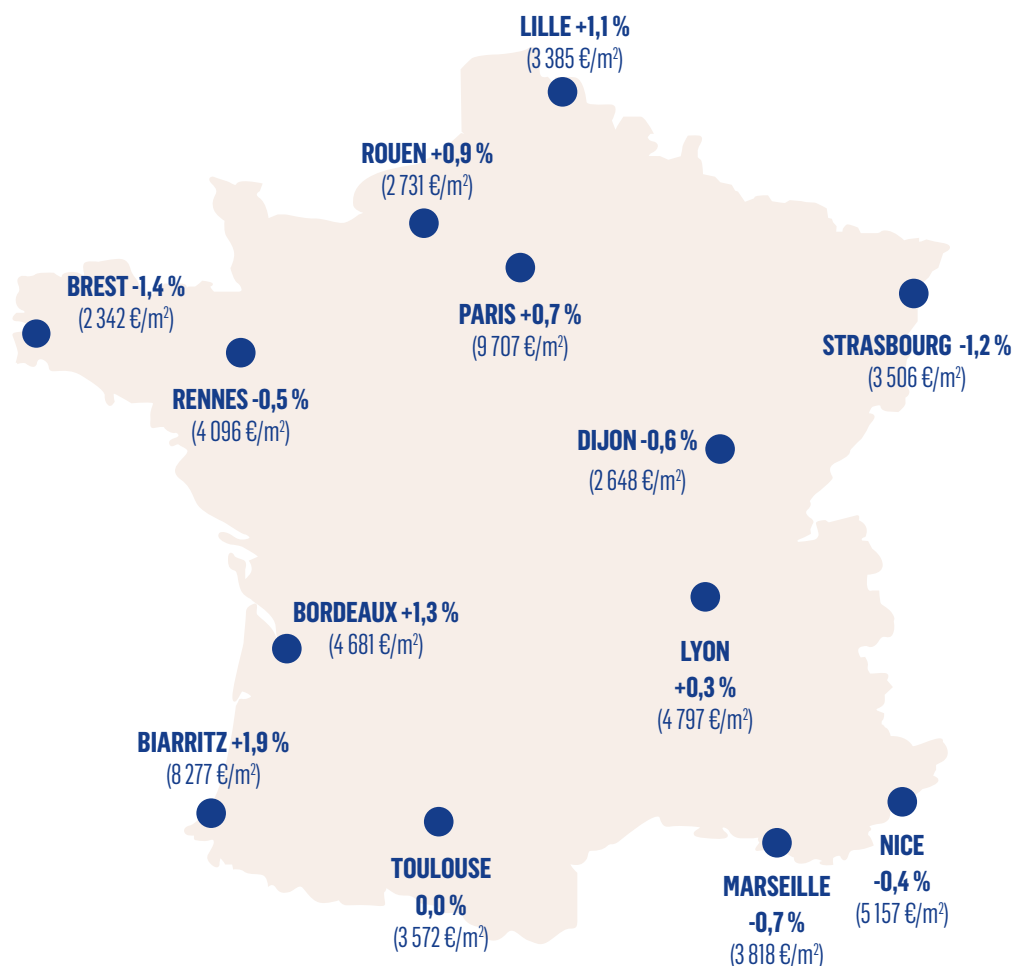 LILLE +1,1 %
(3 385 €/m²)
ROUEN +0,9 %
(2 731 €/m²)
BREST -1,4 %
(2 342 €/m²)
PARIS +0,7 %
(9 707 €/m²)
STRASBOURG -1,2 %
(3 506 €/m²)
RENNES -0,5 %
(4 096 €/m²)
DIJON -0,6 %
(2 648 €/m²)
BORDEAUX +1,3 %
(4 681 €/m²)
LYON
+0,3 %
(4 797 €/m²)
BIARRITZ +1,9 %
(8 277 €/m²)
TOULOUSE
0,0 %
(3 572 €/m²)
MARSEILLE
-0,7 %
(3 818 €/m²)
NICE
-0,4 %
(5 157 €/m²)